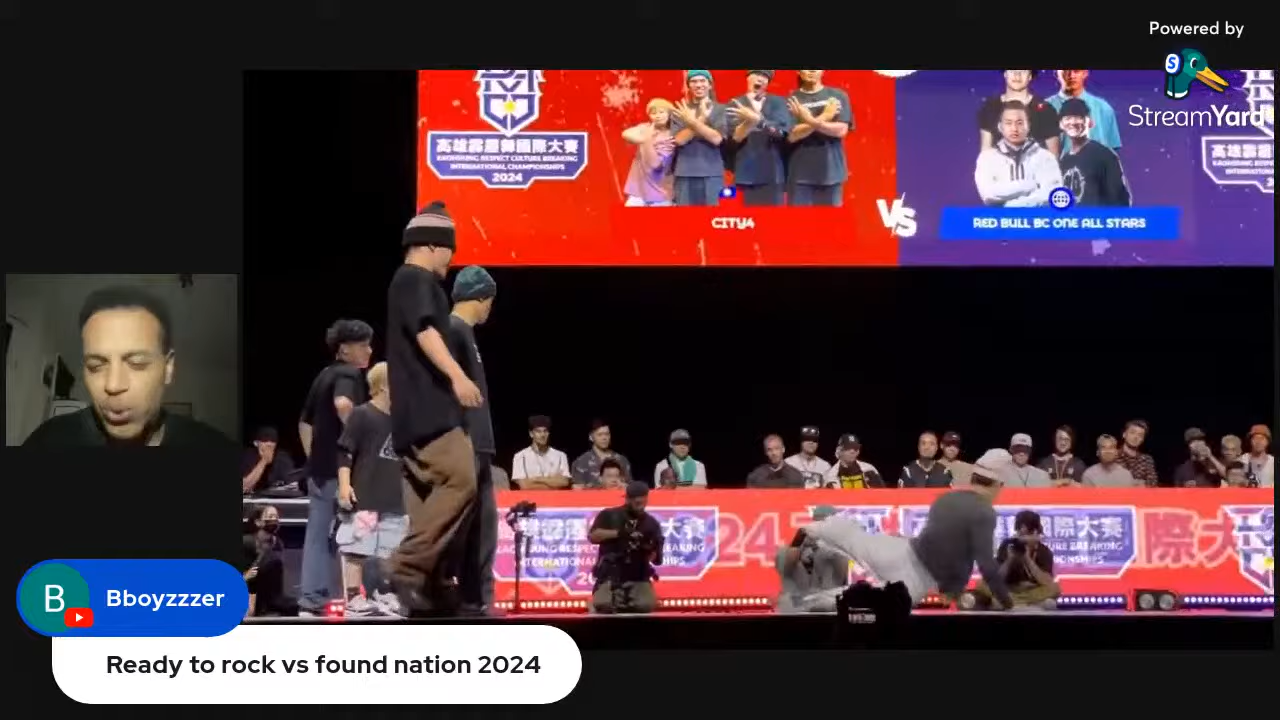 Powered by
StreamYard
高雄霹靂舞國際大賽
KAOHSIUNG RESPECT CULTURE BREAKING
INTERNATIONAL CHAMPIONSHIPS
2024
CITY4
VS
RED BULL BC ONE ALL STARS
B
Bboyzzzer
Ready to rock vs found nation 2024